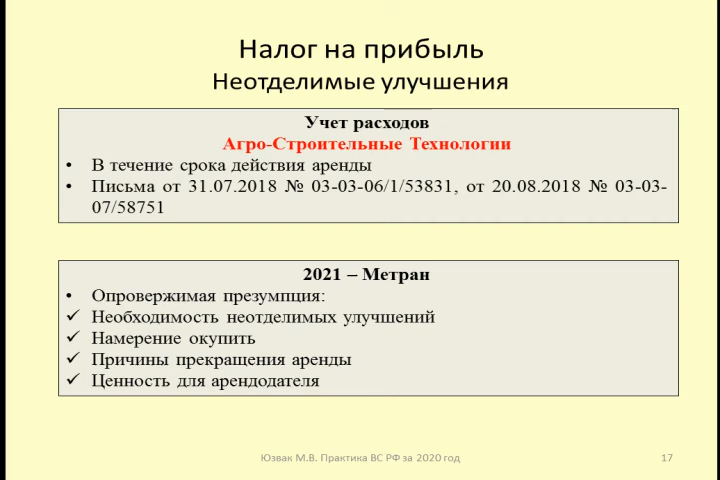 Налог на прибыль
Неотделимые улучшения
Учет расходов
Агро-Строительные Технологии
• В течение срока действия аренды
• Письма от 31.07.2018 № 03-03-06/1/53831, от 20.08.2018 № 03-03-
07/58751
2021 – Метран
• Опровержимая презумпция:
✓ Необходимость неотделимых улучшений
✓ Намерение окупить
✓ Причины прекращения аренды
✓ Ценность для арендодателя
Юзвак М.В. Практика ВС РФ за 2020 год
17